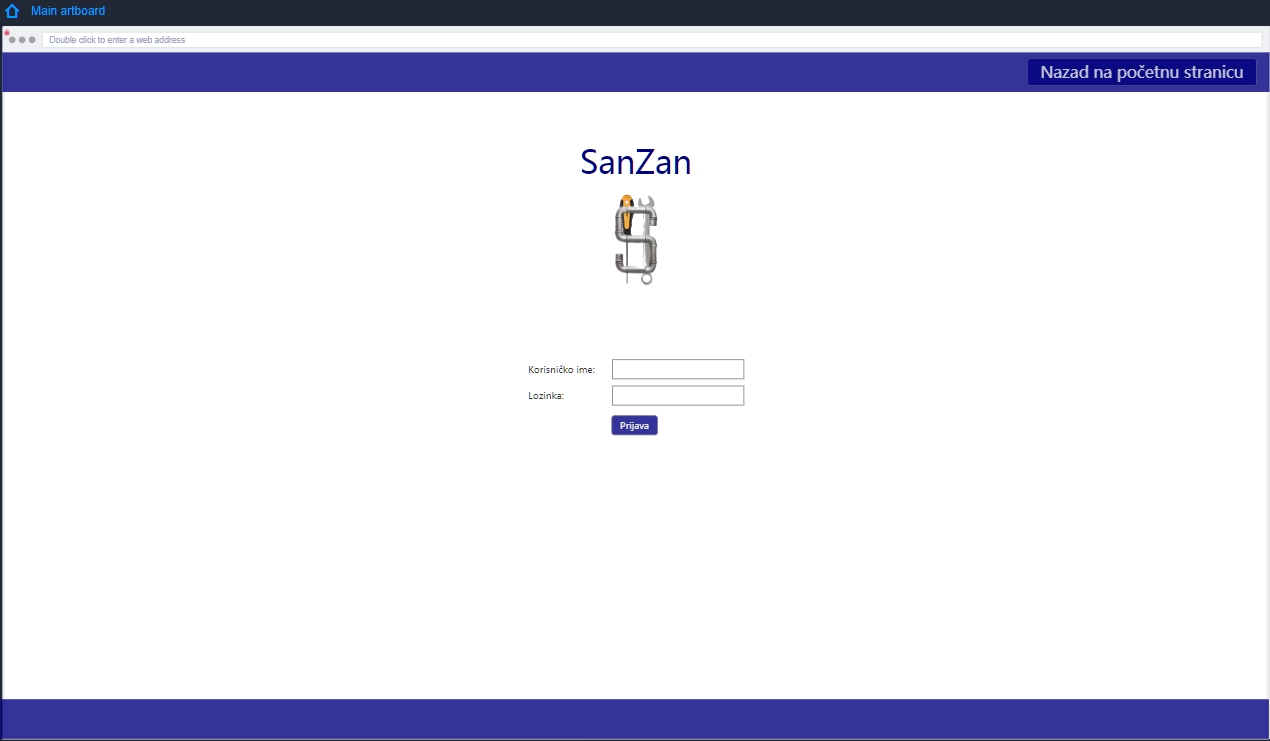 Main artboard
Double click to enter a web address
Nazad na početnu stranicu
SanZan
Korisničko ime:
Lozinka:
Prijava